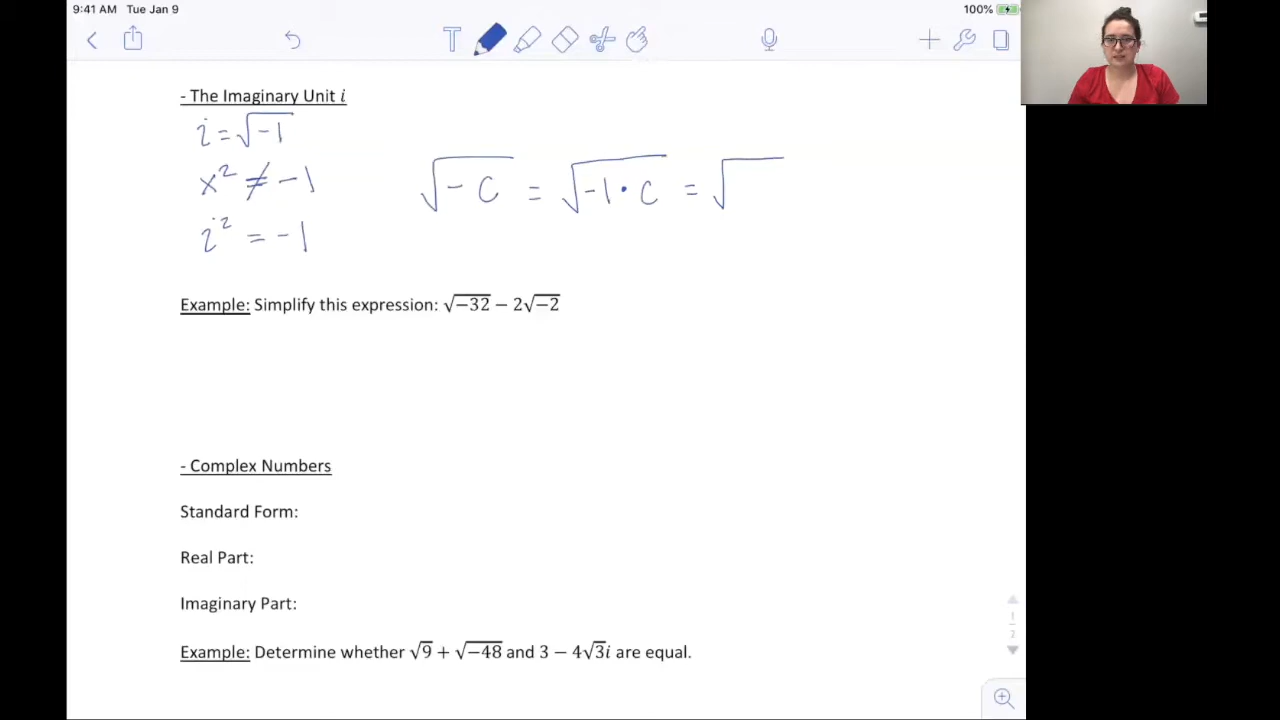 9:41 AM Tue Jan 9
100%
T
- The Imaginary Unit i
i = √-1
x² ≠ -1
i² = -1
√-c = √-1·c = √
Example: Simplify this expression: √−32 − 2√−2
- Complex Numbers
Standard Form:
Real Part:
Imaginary Part:
1
2
Example: Determine whether √9 + √−48 and 3 − 4√3i are equal.